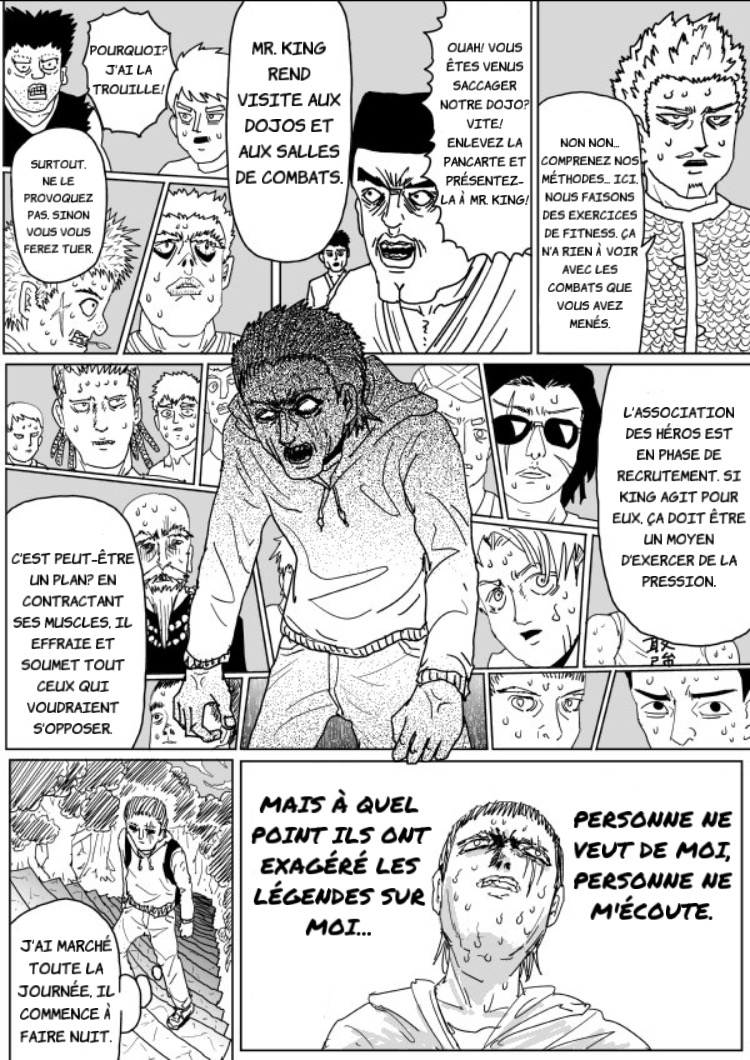 NON NON...
COMPRENEZ NOS
MÉTHODES... ICI,
NOUS FAISONS
DES EXERCICES
DE FITNESS. ÇA
N'A RIEN À VOIR
AVEC LES
COMBATS QUE
VOUS AVEZ
MENÉS.
OUAH! VOUS
ÊTES VENUS
SACCAGER
NOTRE DOJO?
VITE!
ENLEVEZ LA
PANCARTE ET
PRÉSENTEZ-
LA À MR. KING!
MR. KING
REND
VISITE AUX
DOJOS ET
AUX SALLES
DE COMBATS.
POURQUOI?
J'AI LA
TROUILLE!
SURTOUT,
NE LE
PROVOQUEZ
PAS, SINON
VOUS VOUS
FEREZ TUER.
L'ASSOCIATION
DES HÉROS EST
EN PHASE DE
RECRUTEMENT. SI
KING AGIT POUR
EUX, ÇA DOIT ÊTRE
UN MOYEN
D'EXERCER DE LA
PRESSION.
C'EST PEUT-ÊTRE
UN PLAN? EN
CONTRACTANT
SES MUSCLES, IL
EFFRAIE ET
SOUMET TOUT
CEUX QUI
VOUDRAIENT
S'OPPOSER.
強
PERSONNE NE
VEUT DE MOI,
PERSONNE NE
M'ÉCOUTE.
MAIS À QUEL
POINT ILS ONT
EXAGÉRÉ LES
LÉGENDES SUR
MOI...
J'AI MARCHÉ
TOUTE LA
JOURNÉE, IL
COMMENCE À
FAIRE NUIT.